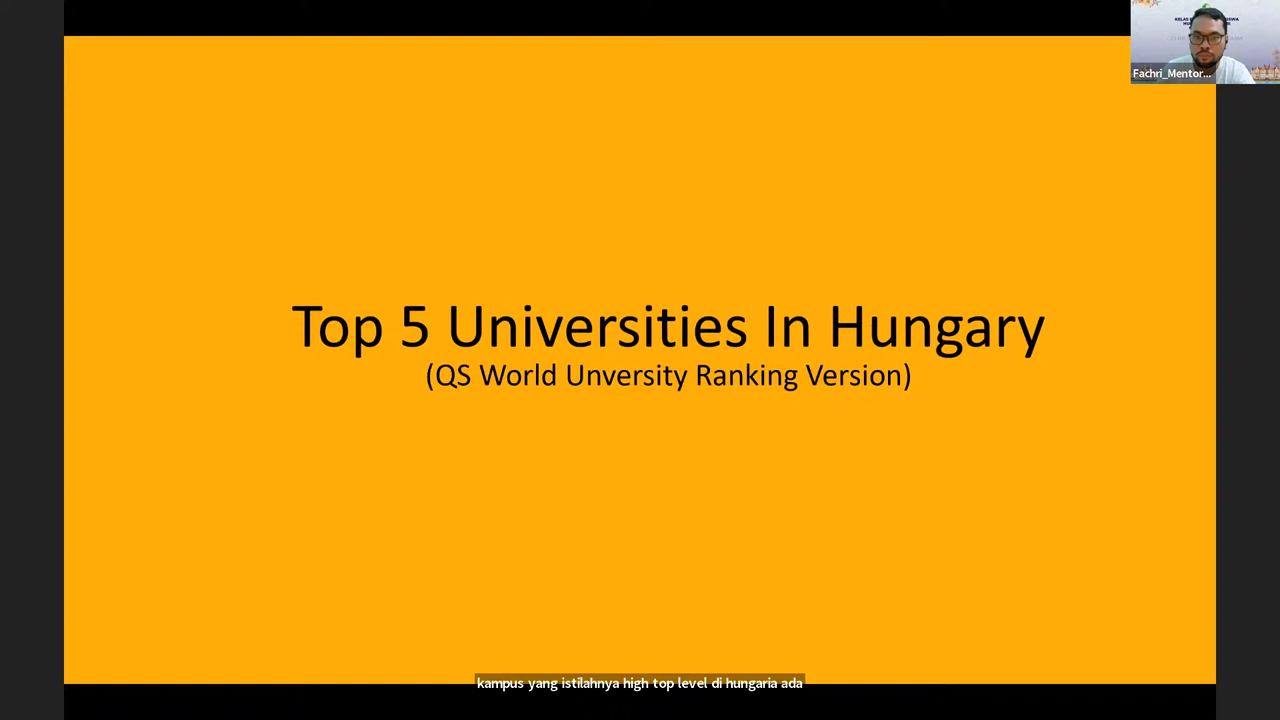 Fachri_Mentor...
Top 5 Universities In Hungary
(QS World Unversity Ranking Version)
kampus yang istilahnya high top level di hungaria ada